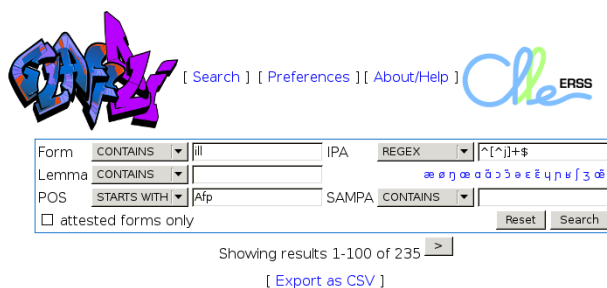 [ Search ] [ Preferences ] [ About/Help ]
ERSS
Form CONTAINS ill IPA REGEX ^[^j]+$
Lemma CONTAINS æ ø ŋ œ ɑ ɑ̃ ɔ ɔ̃ ə ɛ ɛ̃ ɥ ɲ ʁ ʃ ʒ œ̃
POS STARTS WITH Afp SAMPA CONTAINS
attested forms only Reset Search
Showing results 1-100 of 235 >
[ Export as CSV ]